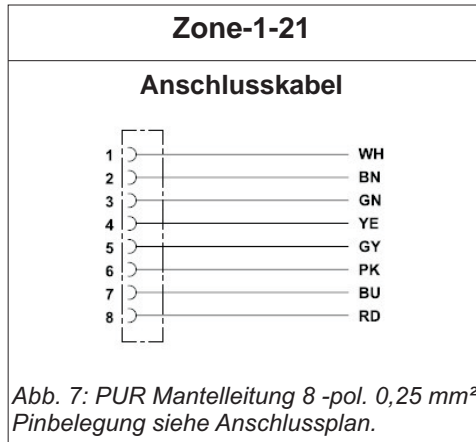 Zone-1-21
Anschlusskabel
1 WH
2 BN
3 GN
4 YE
5 GY
6 PK
7 BU
8 RD
Abb. 7: PUR Mantelleitung 8 -pol. 0,25 mm²
Pinbelegung siehe Anschlussplan.